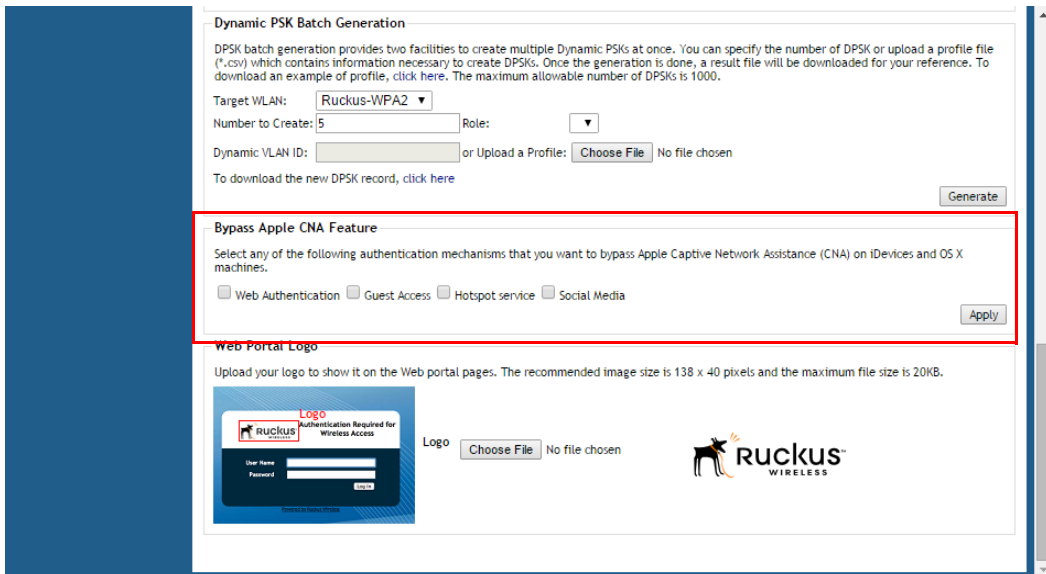 Dynamic PSK Batch Generation
DPSK batch generation provides two facilities to create multiple Dynamic PSKs at once. You can specify the number of DPSK or upload a profile file
(*.csv) which contains information necessary to create DPSKs. Once the generation is done, a result file will be downloaded for your reference. To
download an example of profile, click here. The maximum allowable number of DPSKs is 1000.
Target WLAN: Ruckus-WPA2
Number to Create: 5 Role:
Dynamic VLAN ID: or Upload a Profile: Choose File No file chosen
To download the new DPSK record, click here
Generate
Bypass Apple CNA Feature
Select any of the following authentication mechanisms that you want to bypass Apple Captive Network Assistance (CNA) on iDevices and OS X
machines.
Web Authentication Guest Access Hotspot service Social Media
Apply
Web Portal Logo
Upload your logo to show it on the Web portal pages. The recommended image size is 138 x 40 pixels and the maximum file size is 20KB.
Logo
RUCKUS
WIRELESS
Authentication Required for
Wireless Access
User Name
Password
Log In
Powered by Ruckus Wireless
Logo Choose File No file chosen
RUCKUS™
WIRELESS